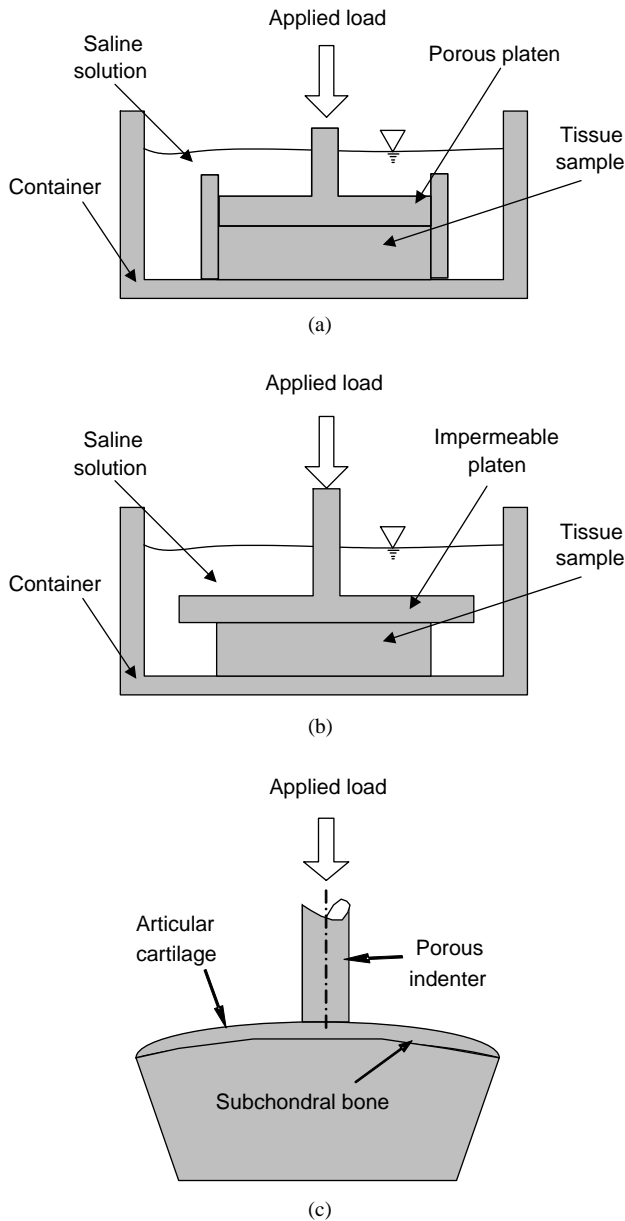 Applied load
Saline
solution
Porous platen
Tissue
sample
Container
(a)
Applied load
Saline
solution
Impermeable
platen
Tissue
sample
Container
(b)
Applied load
Articular
cartilage
Porous
indenter
Subchondral bone
(c)